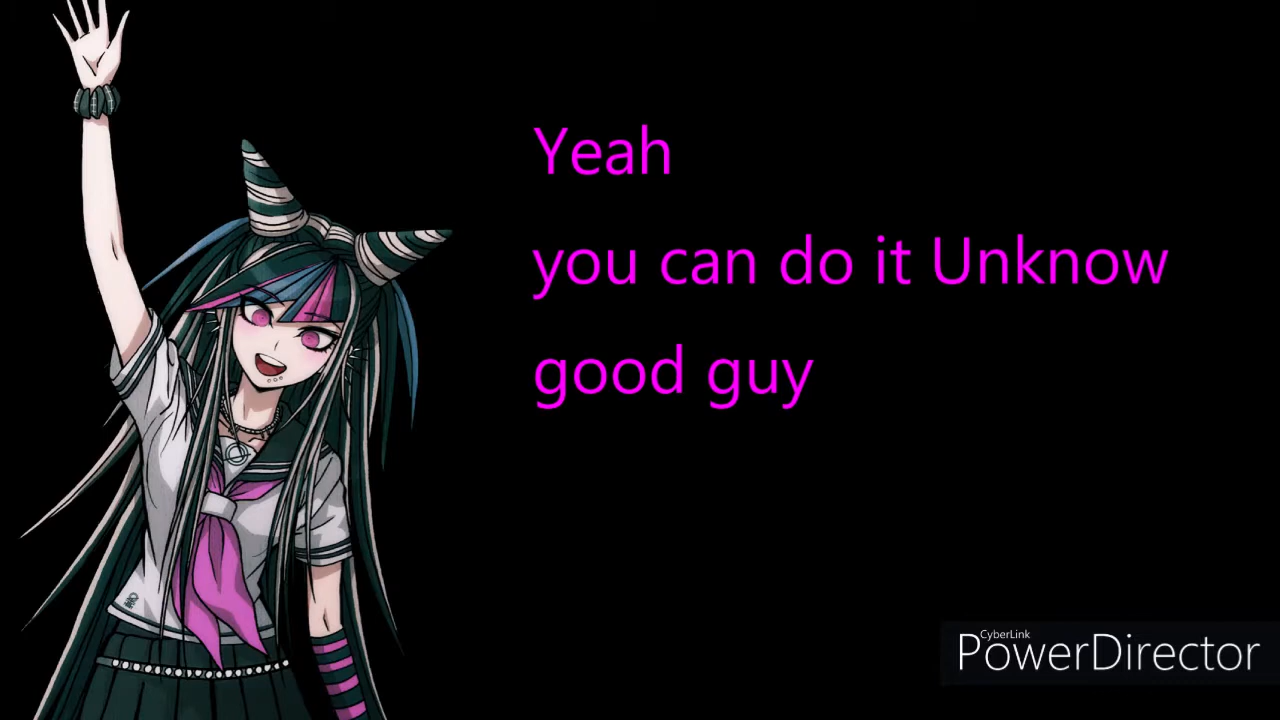 Yeah
you can do it Unknow
good guy
CyberLink
PowerDirector